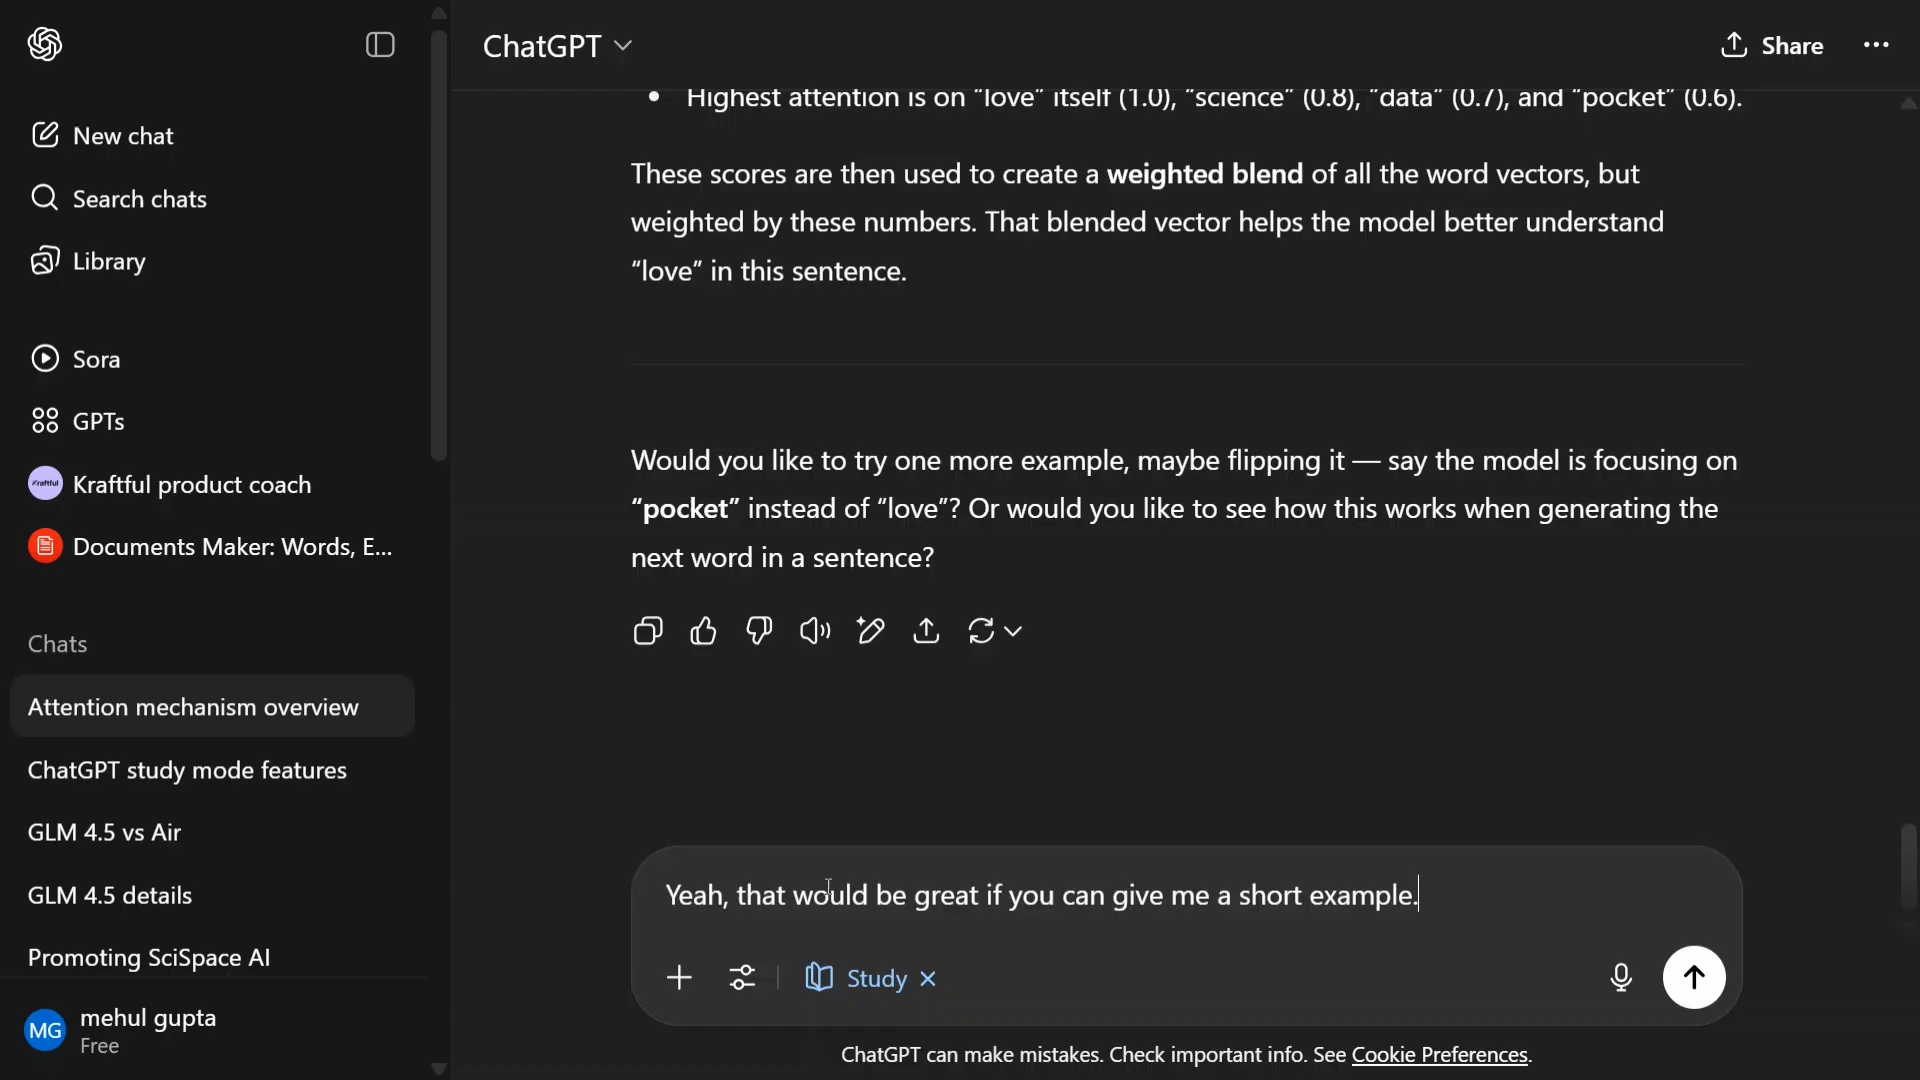 ChatGPT
Share
New chat
Search chats
Library
Sora
GPTs
Kraftful
Kraftful product coach
Documents Maker: Words, E...
Chats
Attention mechanism overview
ChatGPT study mode features
GLM 4.5 vs Air
GLM 4.5 details
Promoting SciSpace AI
MG
mehul gupta
Free
• Highest attention is on “love” itself (1.0), “science” (0.8), “data” (0.7), and “pocket” (0.6).
These scores are then used to create a weighted blend of all the word vectors, but
weighted by these numbers. That blended vector helps the model better understand
“love” in this sentence.
Would you like to try one more example, maybe flipping it — say the model is focusing on
“pocket” instead of “love”? Or would you like to see how this works when generating the
next word in a sentence?
Yeah, that would be great if you can give me a short example.
Study
ChatGPT can make mistakes. Check important info. See Cookie Preferences.